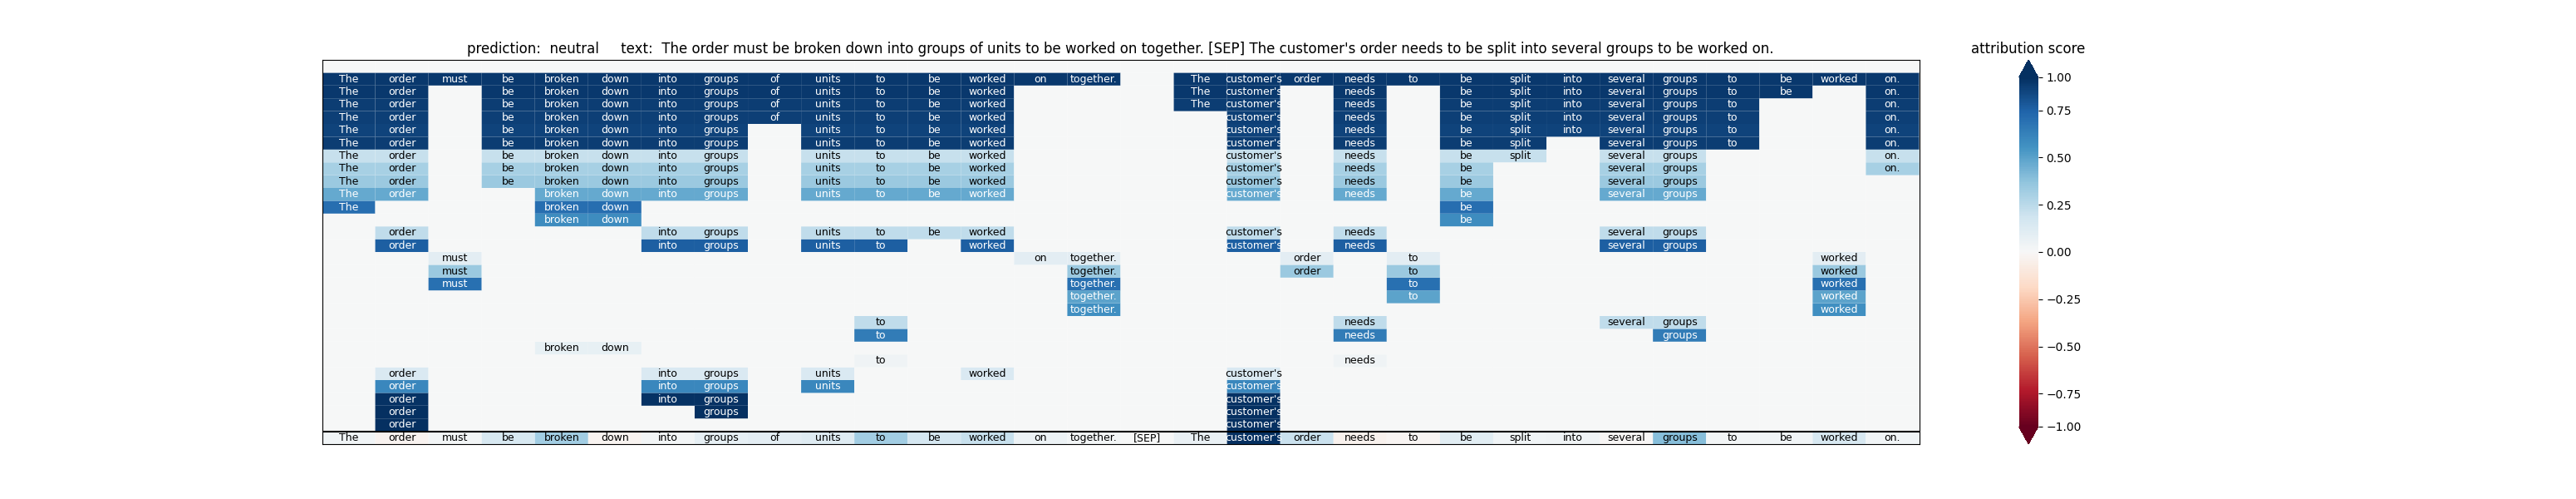 prediction: neutral text: The order must be broken down into groups of units to be worked on together. [SEP] The customer's order needs to be split into several groups to be worked on. attribution score
The order must be broken down into groups of units to be worked on together. The customer's order needs to be split into several groups to be worked on. 1.00
The order be broken down into groups of units to be worked The customer's needs be split into several groups to be on.
The order be broken down into groups of units to be worked The customer's needs be split into several groups to on.
The order be broken down into groups of units to be worked customer's needs be split into several groups to on. 0.75
The order be broken down into groups units to be worked customer's needs be split into several groups to on.
The order be broken down into groups units to be worked customer's needs be split several groups to on.
The order be broken down into groups units to be worked customer's needs be split several groups on. 0.50
The order be broken down into groups units to be worked customer's needs be several groups on.
The order be broken down into groups units to be worked customer's needs be several groups
The order broken down into groups units to be worked customer's needs be several groups 0.25
The broken down be
broken down be
order into groups units to be worked customer's needs several groups
order into groups units to worked customer's needs several groups 0.00
must on together. order to worked
must together. order to worked
must together. to worked
together. to worked −0.25
together. worked
to needs several groups
to needs groups
broken down −0.50
to needs
order into groups units worked customer's
order into groups units customer's −0.75
order into groups customer's
order groups customer's
order customer's −1.00
The order must be broken down into groups of units to be worked on together. [SEP] The customer's order needs to be split into several groups to be worked on.